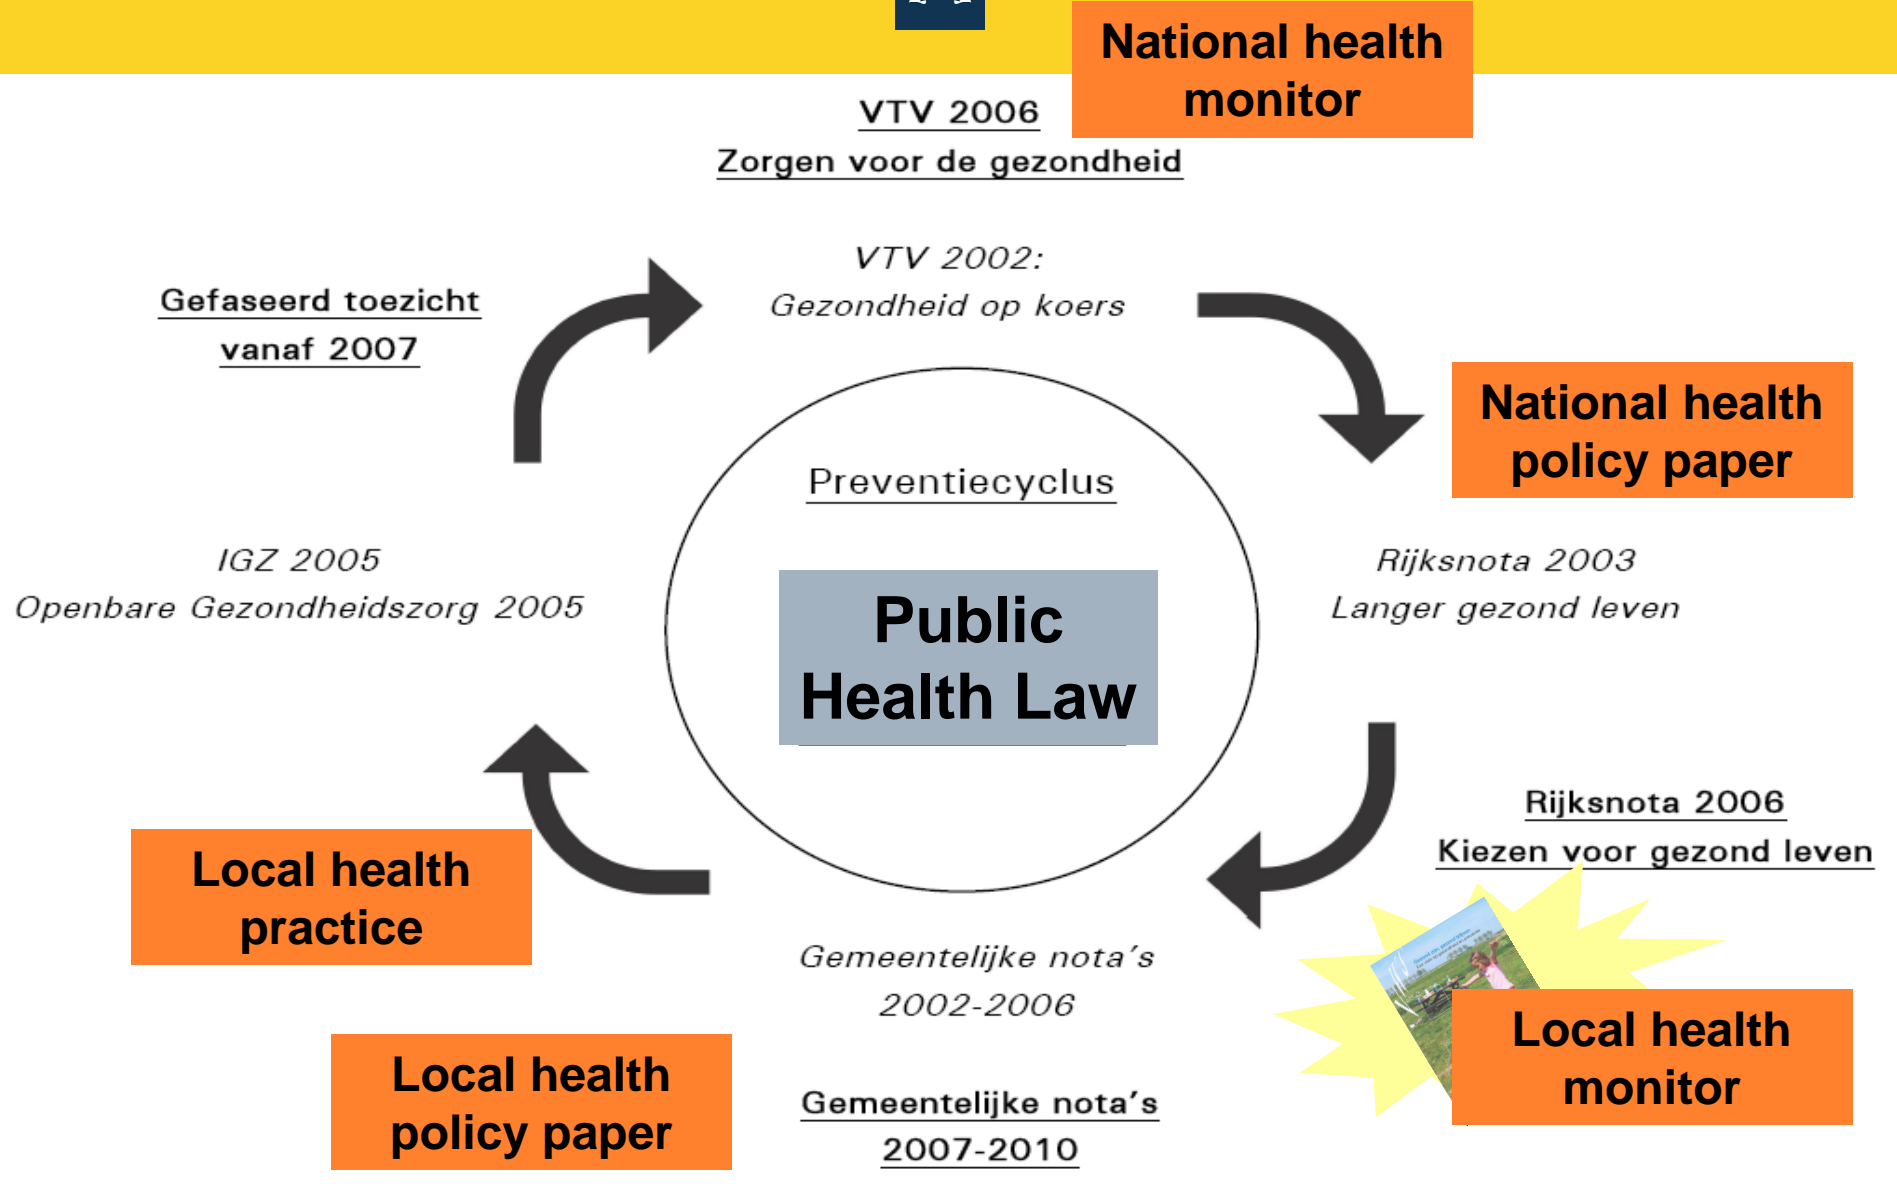 National health
monitor
VTV 2006
Zorgen voor de gezondheid
VTV 2002:
Gezondheid op koers
Gefaseerd toezicht
vanaf 2007
National health
policy paper
Preventiecyclus
IGZ 2005
Openbare Gezondheidszorg 2005
Rijksnota 2003
Langer gezond leven
Public
Health Law
Rijksnota 2006
Kiezen voor gezond leven
Local health
practice
Gemeentelijke nota's
2002-2006
Local health
monitor
Local health
policy paper
Gemeentelijke nota's
2007-2010